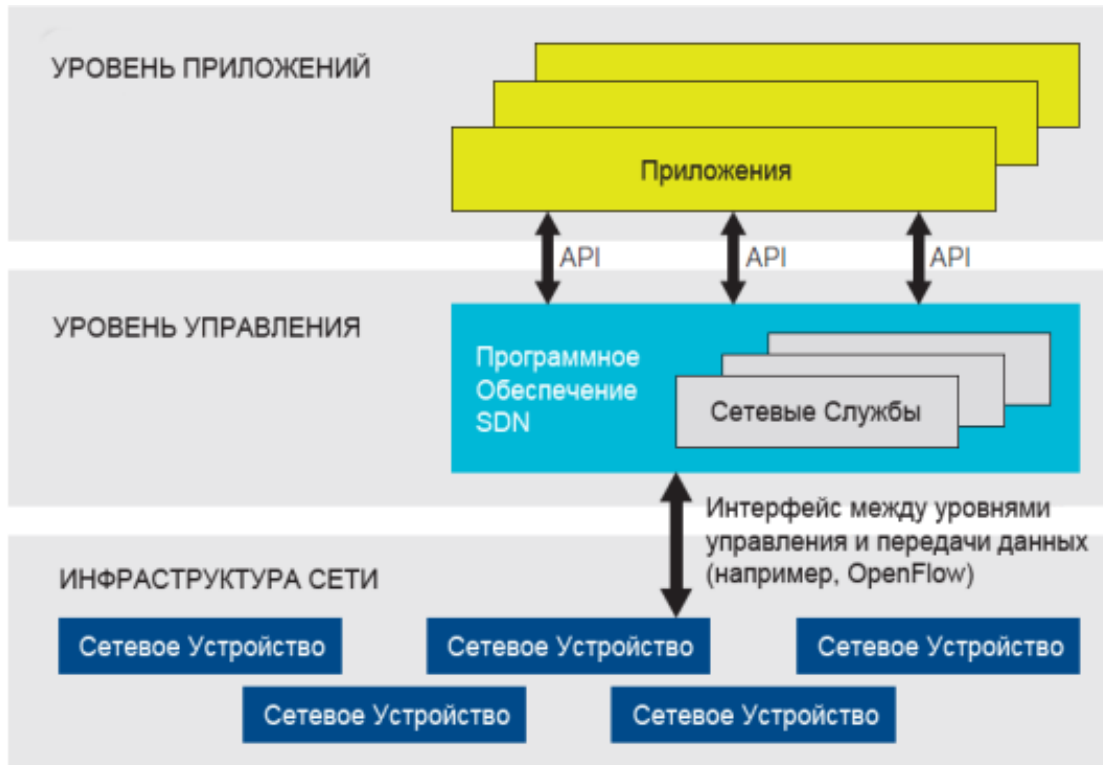 УРОВЕНЬ ПРИЛОЖЕНИЙ
Приложения
API
API
API
УРОВЕНЬ УПРАВЛЕНИЯ
Программное
Обеспечение
SDN
Сетевые Службы
Интерфейс между уровнями
управления и передачи данных
(например, OpenFlow)
ИНФРАСТРУКТУРА СЕТИ
Сетевое Устройство
Сетевое Устройство
Сетевое Устройство
Сетевое Устройство
Сетевое Устройство